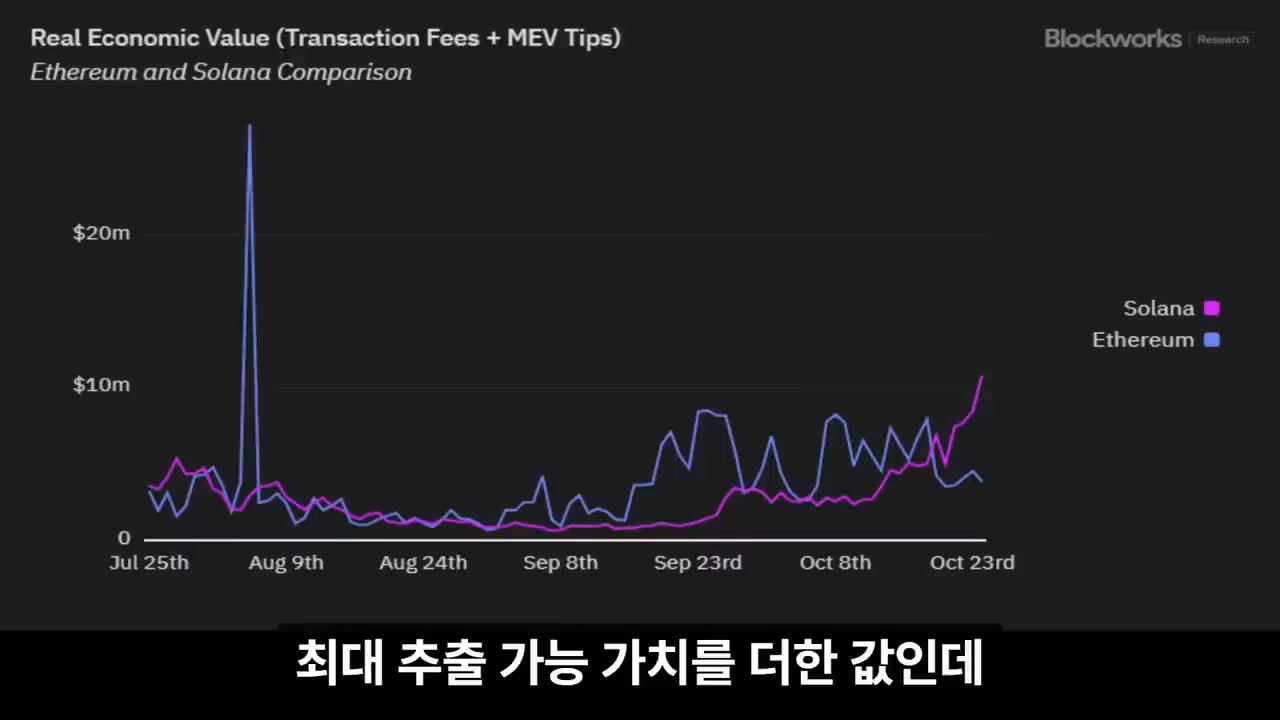 Real Economic Value (Transaction Fees + MEV Tips)
Blockworks Research
Ethereum and Solana Comparison
$20m
$10m
0
Jul 25th Aug 9th Aug 24th Sep 8th Sep 23rd Oct 8th Oct 23rd
Solana
Ethereum
최대 추출 가능 가치를 더한 값인데